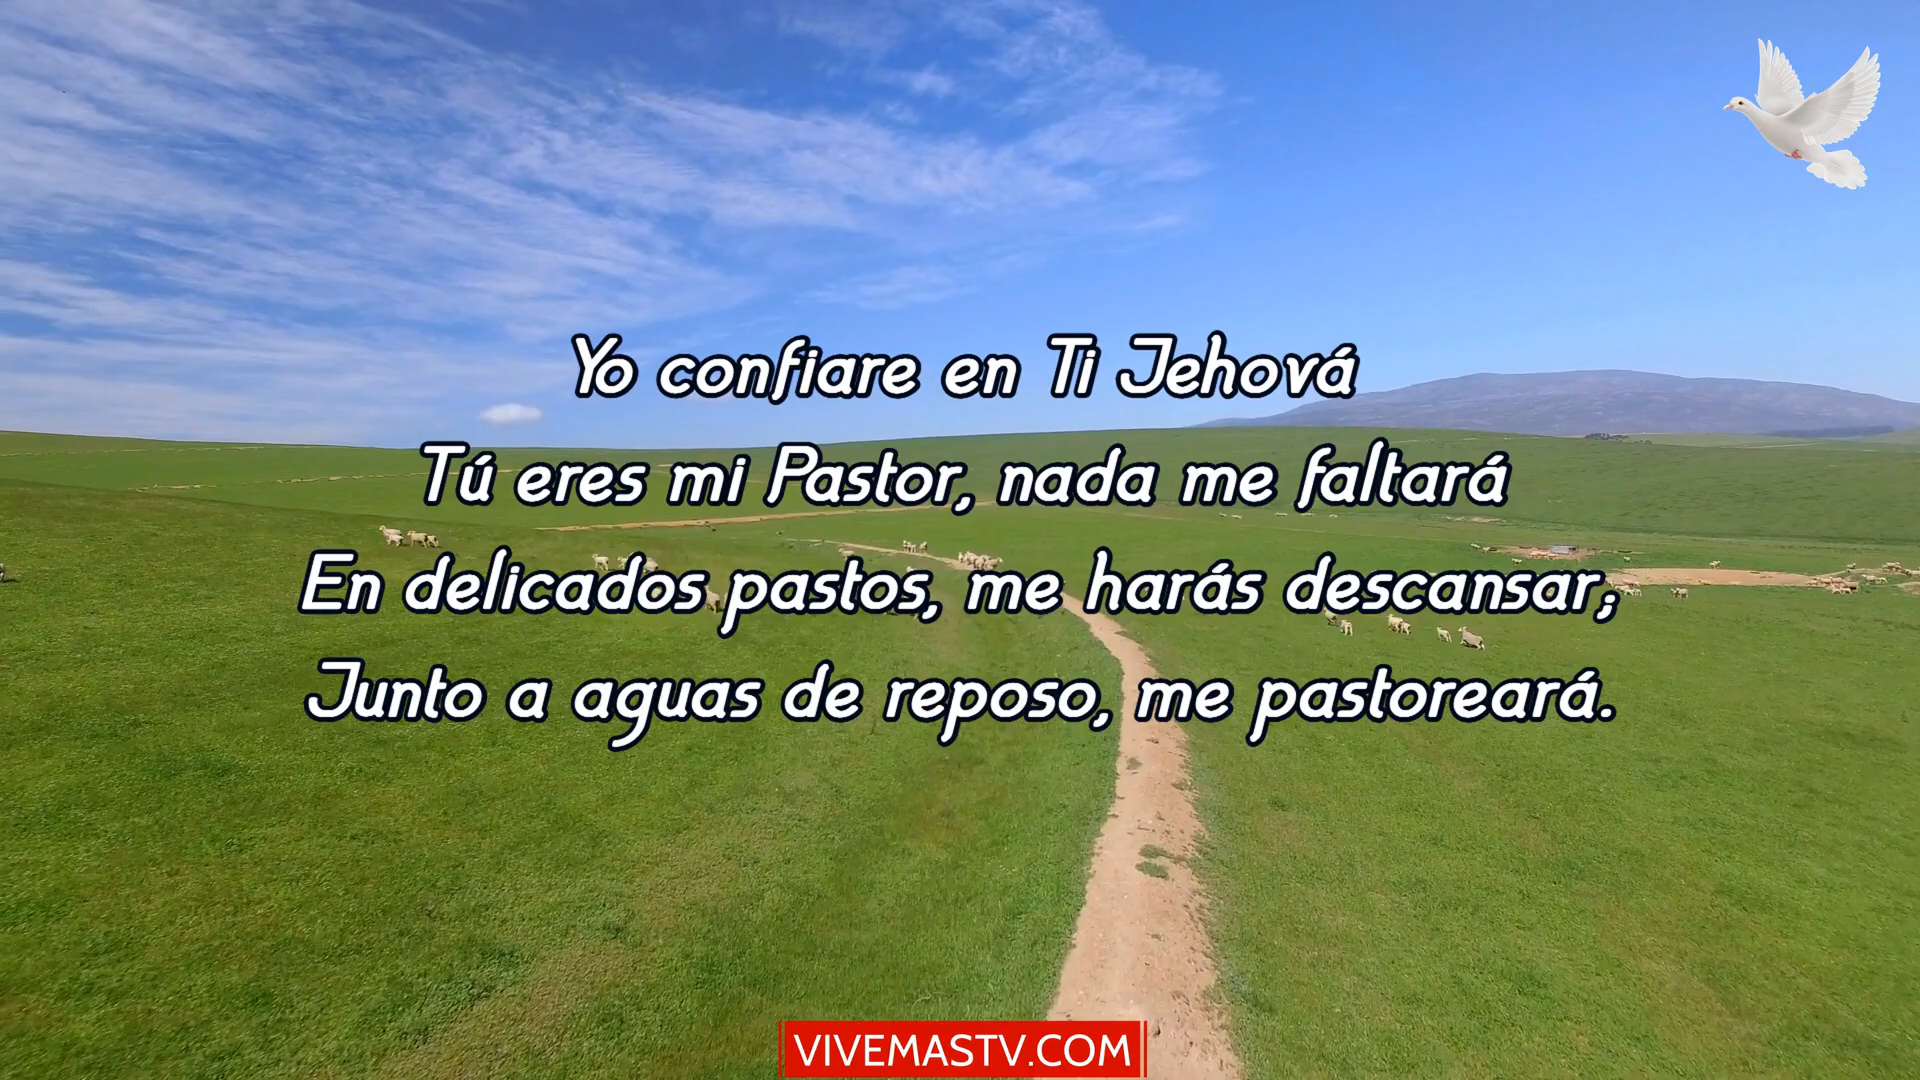 Yo confiare en Ti Jehová
Tú eres mi Pastor, nada me faltará
En delicados pastos, me harás descansar;
Junto a aguas de reposo, me pastoreará.
VIVEMASTV.COM